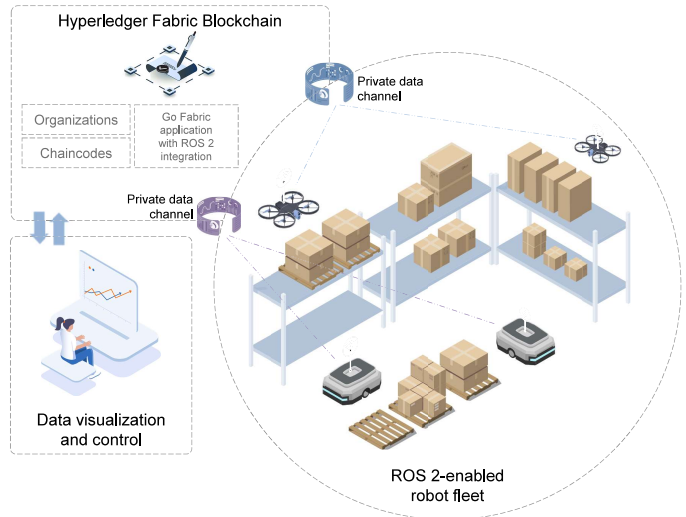 Hyperledger Fabric Blockchain
Organizations
Chaincodes
Go Fabric
application
with ROS 2
integration
Private data
channel
Private data
channel
Data visualization
and control
ROS 2-enabled
robot fleet